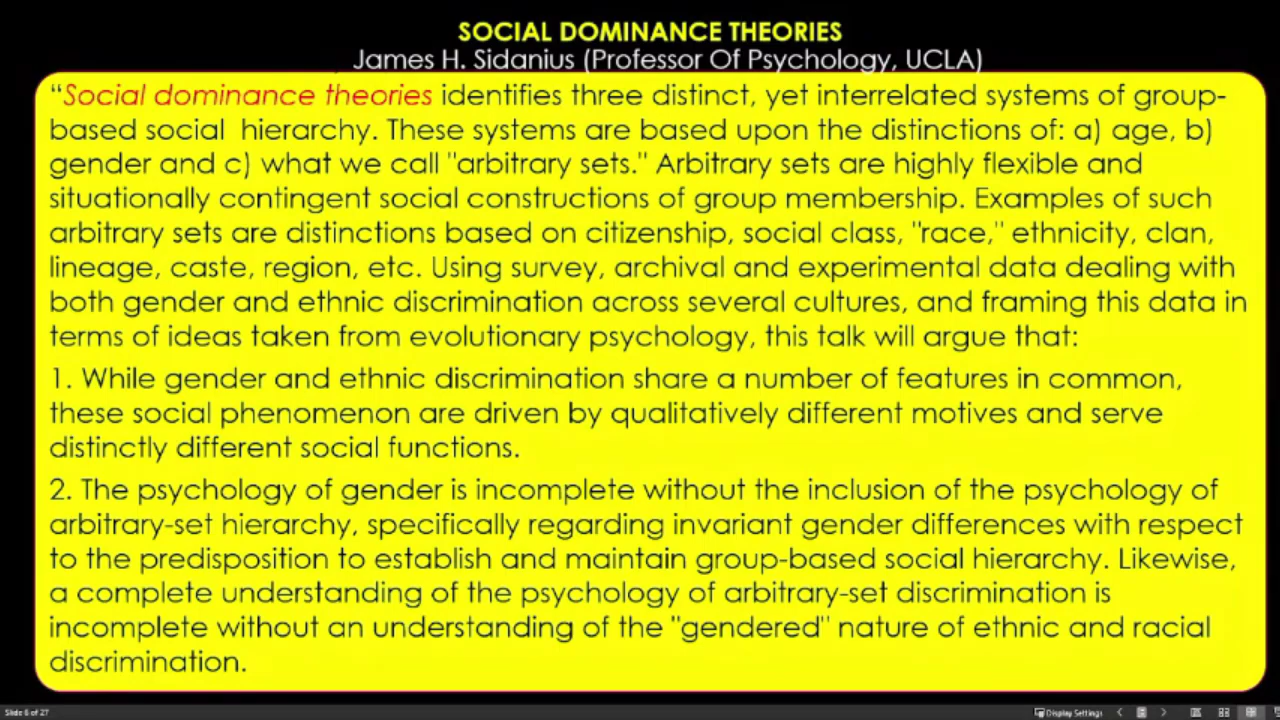 SOCIAL DOMINANCE THEORIES
James H. Sidanius (Professor Of Psychology, UCLA)
“Social dominance theories identifies three distinct, yet interrelated systems of group-
based social hierarchy. These systems are based upon the distinctions of: a) age, b)
gender and c) what we call "arbitrary sets." Arbitrary sets are highly flexible and
situationally contingent social constructions of group membership. Examples of such
arbitrary sets are distinctions based on citizenship, social class, "race," ethnicity, clan,
lineage, caste, region, etc. Using survey, archival and experimental data dealing with
both gender and ethnic discrimination across several cultures, and framing this data in
terms of ideas taken from evolutionary psychology, this talk will argue that:
1. While gender and ethnic discrimination share a number of features in common,
these social phenomenon are driven by qualitatively different motives and serve
distinctly different social functions.
2. The psychology of gender is incomplete without the inclusion of the psychology of
arbitrary-set hierarchy, specifically regarding invariant gender differences with respect
to the predisposition to establish and maintain group-based social hierarchy. Likewise,
a complete understanding of the psychology of arbitrary-set discrimination is
incomplete without an understanding of the "gendered" nature of ethnic and racial
discrimination.
Slide 6 of 27
Display Settings